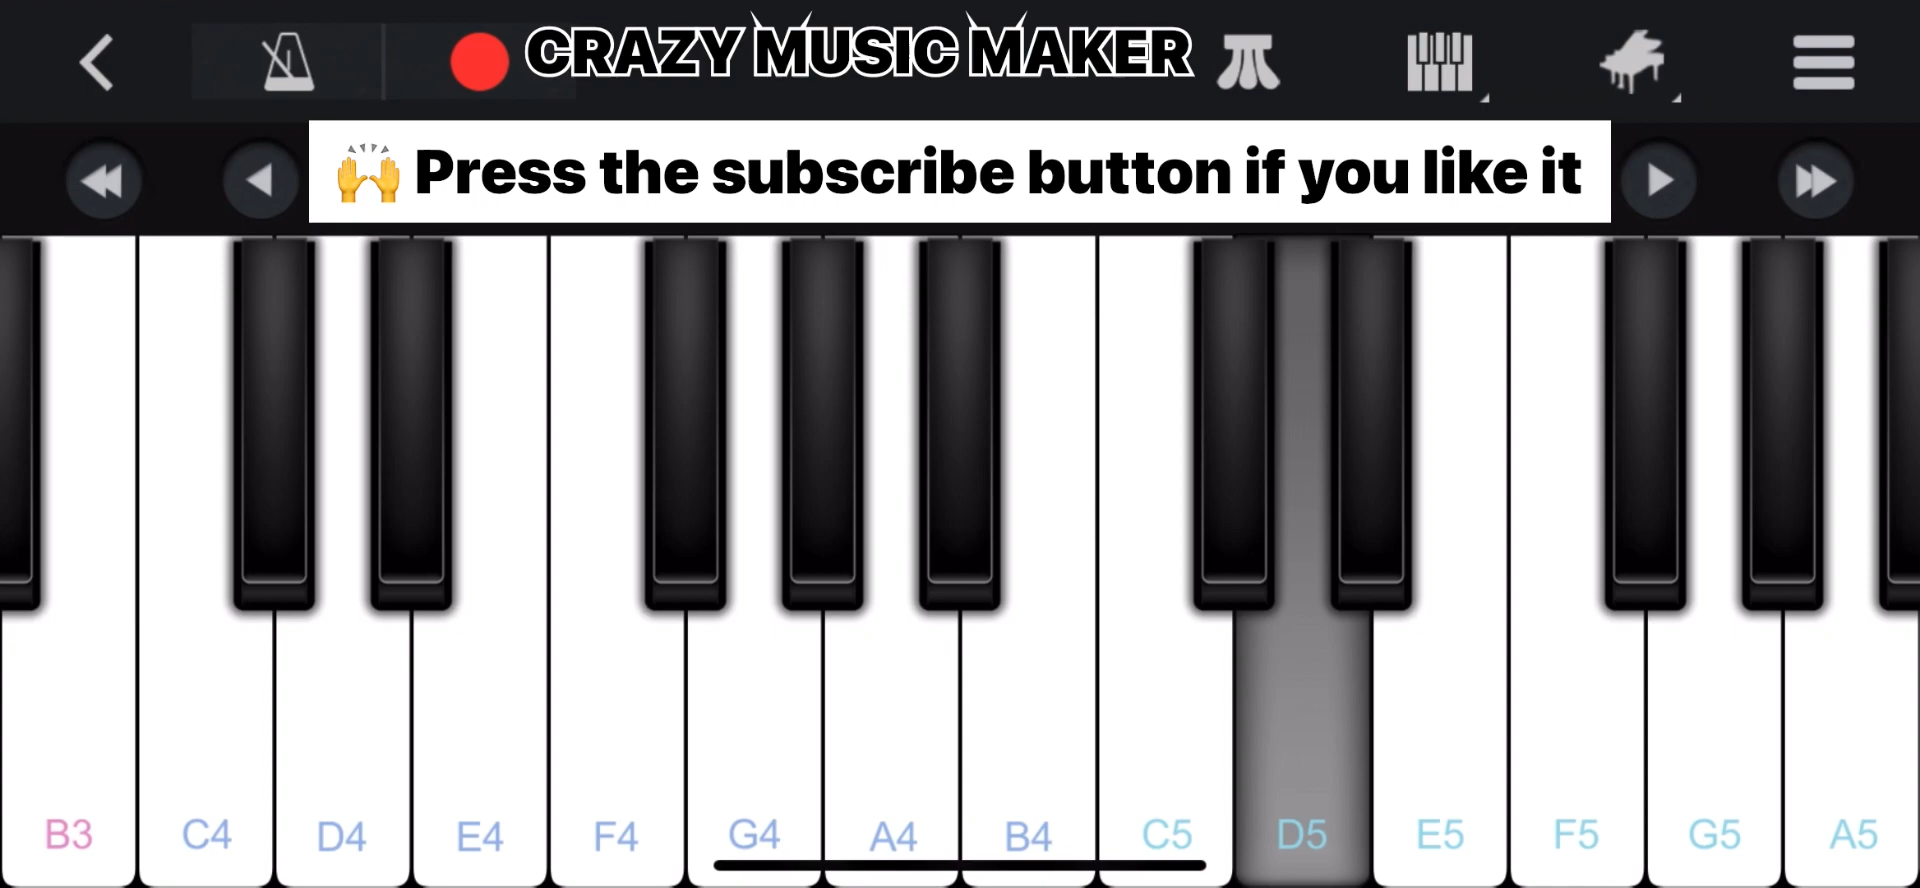 CRAZY MUSIC MAKER
🙌 Press the subscribe button if you like it
B3 C4 D4 E4 F4 G4 A4 B4 C5 D5 E5 F5 G5 A5